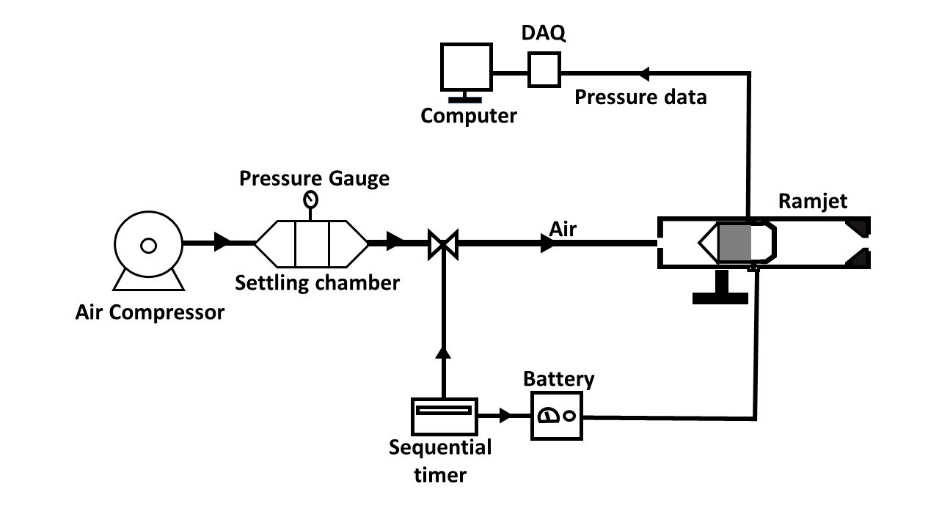 DAQ
Computer
Pressure data
Pressure Gauge
Ramjet
Air
Settling chamber
Air Compressor
Battery
Sequential
timer